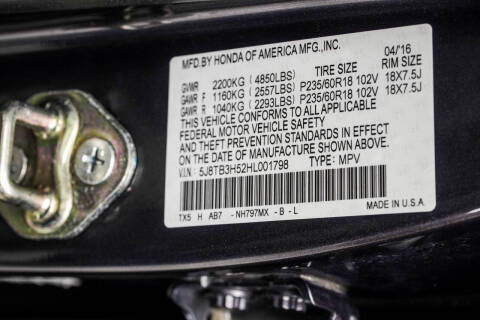 MFD.BY HONDA OF AMERICA MFG.,INC. 04/16
GVWR 2200KG (4850LBS) TIRE SIZE RIM SIZE
GAWR F 1160KG (2557LBS) P235/60R18 102V 18X7.5J
GAWR R 1040KG (2293LBS) P235/60R18 102V 18X7.5J
THIS VEHICLE CONFORMS TO ALL APPLICABLE
FEDERAL MOTOR VEHICLE SAFETY
AND THEFT PREVENTION STANDARDS IN EFFECT
ON THE DATE OF MANUFACTURE SHOWN ABOVE.
V.I.N: 5J8TB3H52HL001798 TYPE: MPV
TX5 H AB7 -NH797MX -B -L MADE IN U.S.A.